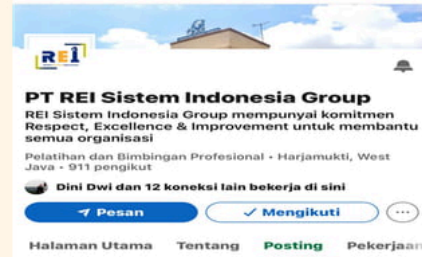 REI
PT REI Sistem Indonesia Group
REI Sistem Indonesia Group mempunyai komitmen
Respect, Excellence & Improvement untuk membantu
semua organisasi
Pelatihan dan Bimbingan Profesional • Harjamukti, West
Java • 911 pengikut
Dini Dwi dan 12 koneksi lain bekerja di sini
Pesan
Mengikuti
Halaman Utama Tentang Posting Pekerjaan